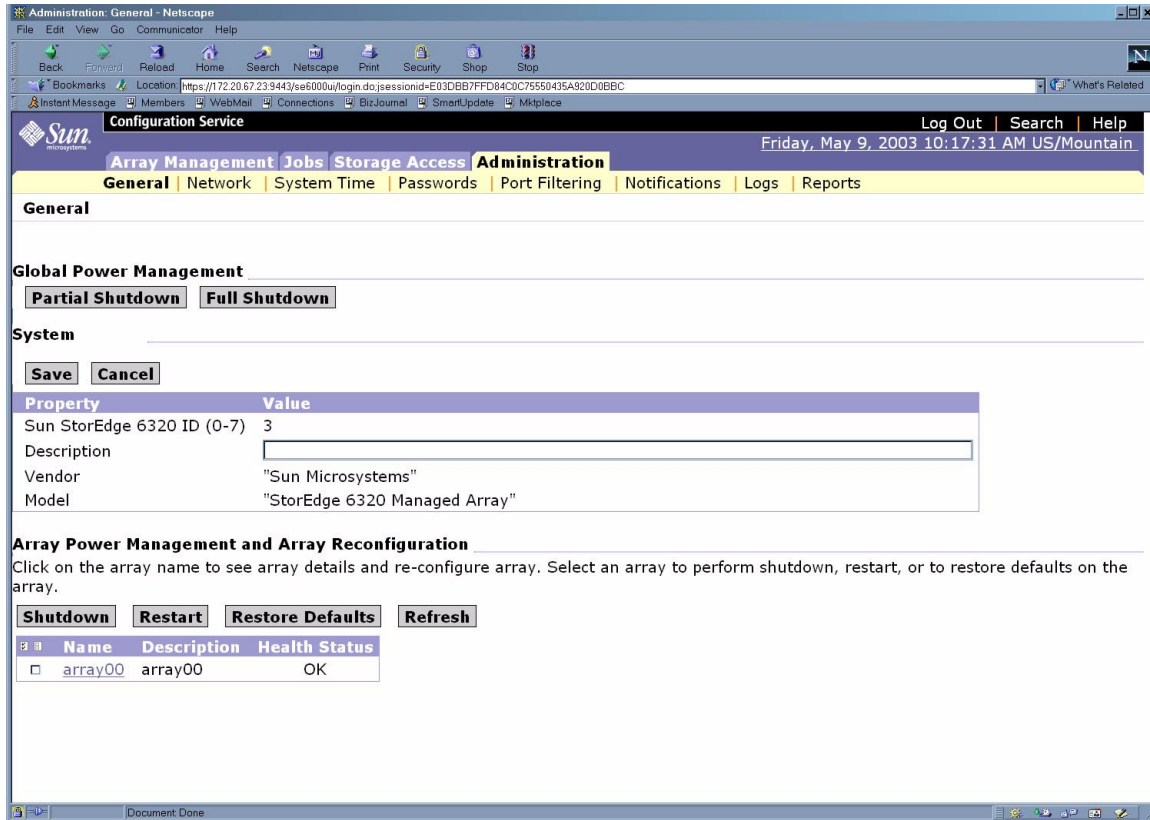 Administration: General - Netscape
File Edit View Go Communicator Help
Back Forward Reload Home Search Netscape Print Security Shop Stop
Bookmarks Location: https://172.20.67.23:9443/se6000ui/login.do;jsessionid=E03DBB7FFD84C0C75550435A920D0BBC What's Related
Instant Message Members WebMail Connections BizJournal SmartUpdate Mktplace
Sun microsystems
Configuration Service Log Out | Search | Help
Friday, May 9, 2003 10:17:31 AM US/Mountain
Array Management Jobs Storage Access Administration
General | Network | System Time | Passwords | Port Filtering | Notifications | Logs | Reports
General
Global Power Management
Partial Shutdown Full Shutdown
System
Save Cancel
Property Value
Sun StorEdge 6320 ID (0-7) 3
Description
Vendor "Sun Microsystems"
Model "StorEdge 6320 Managed Array"
Array Power Management and Array Reconfiguration
Click on the array name to see array details and re-configure array. Select an array to perform shutdown, restart, or to restore defaults on the
array.
Shutdown Restart Restore Defaults Refresh
Name Description Health Status
array00 array00 OK
Document: Done